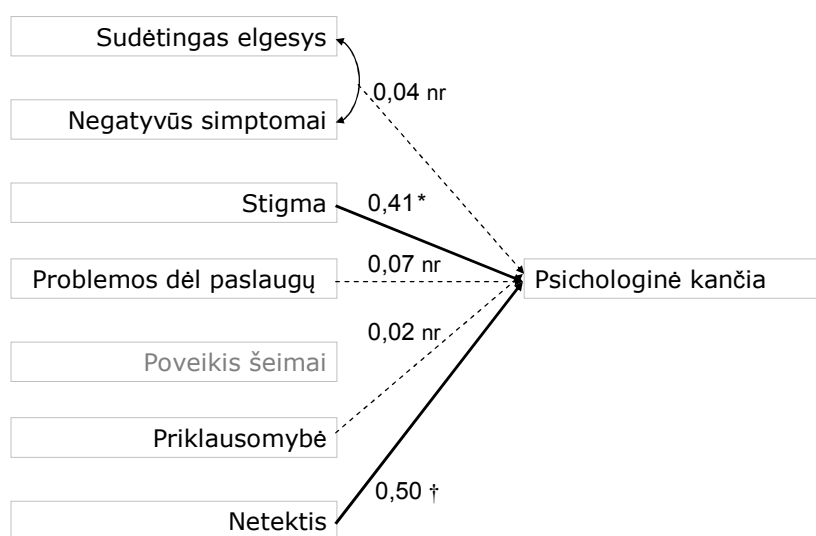 Sudėtingas elgesys
0,04 nr
Negatyvūs simptomai
Stigma
0,41*
Problemos dėl paslaugų
0,07 nr
Psichologinė kančia
0,02 nr
Poveikis šeimai
Priklausomybė
0,50 †
Netektis